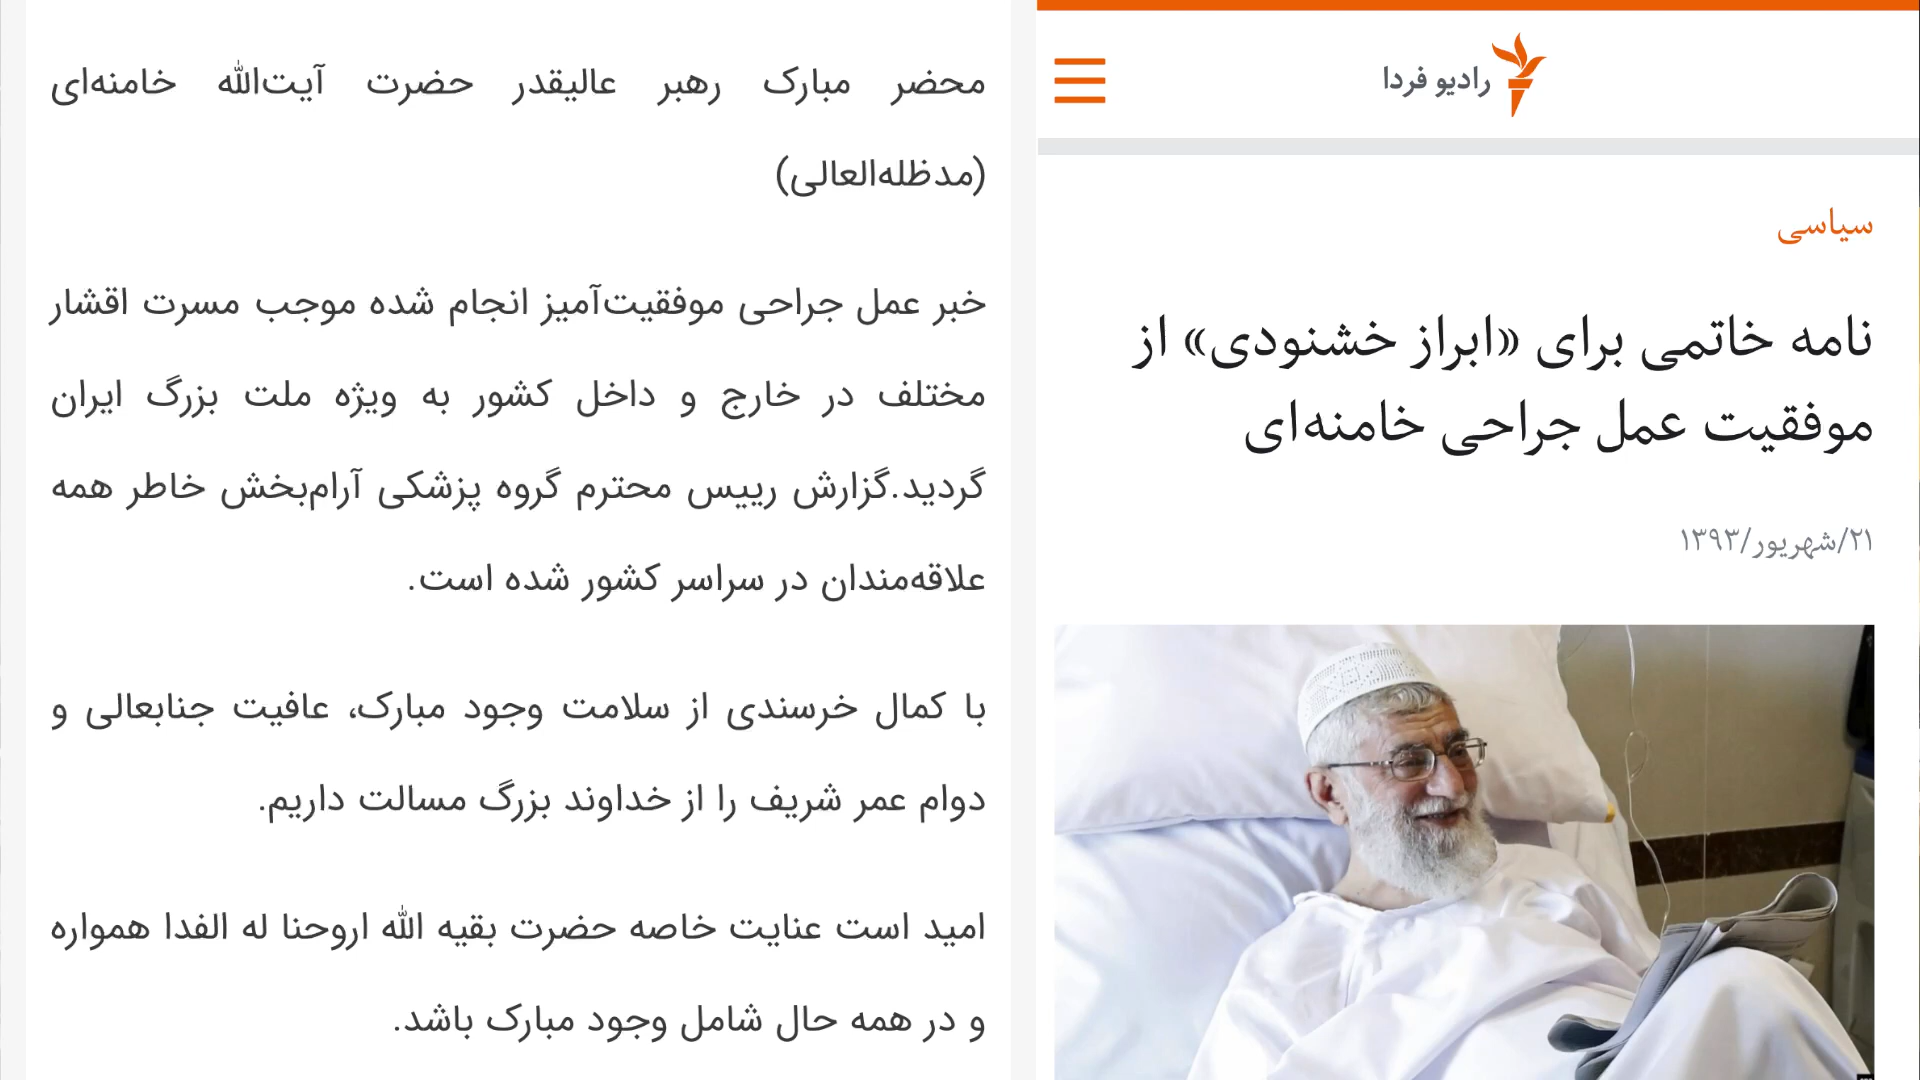 رادیو فردا
سیاسی
نامه خاتمی برای «ابراز خشنودی» از
موفقیت عمل جراحی خامنه‌ای
۲۱/شهریور/۱۳۹۳
محضر مبارک رهبر عالیقدر حضرت آیت‌الله خامنه‌ای
(مدظله‌العالی)
خبر عمل جراحی موفقیت‌آمیز انجام شده موجب مسرت اقشار
مختلف در خارج و داخل کشور به ویژه ملت بزرگ ایران
گردید.گزارش رییس محترم گروه پزشکی آرام‌بخش خاطر همه
علاقه‌مندان در سراسر کشور شده است.
با کمال خرسندی از سلامت وجود مبارک، عافیت جنابعالی و
دوام عمر شریف را از خداوند بزرگ مسالت داریم.
امید است عنایت خاصه حضرت بقیه الله اروحنا له الفدا همواره
و در همه حال شامل وجود مبارک باشد.